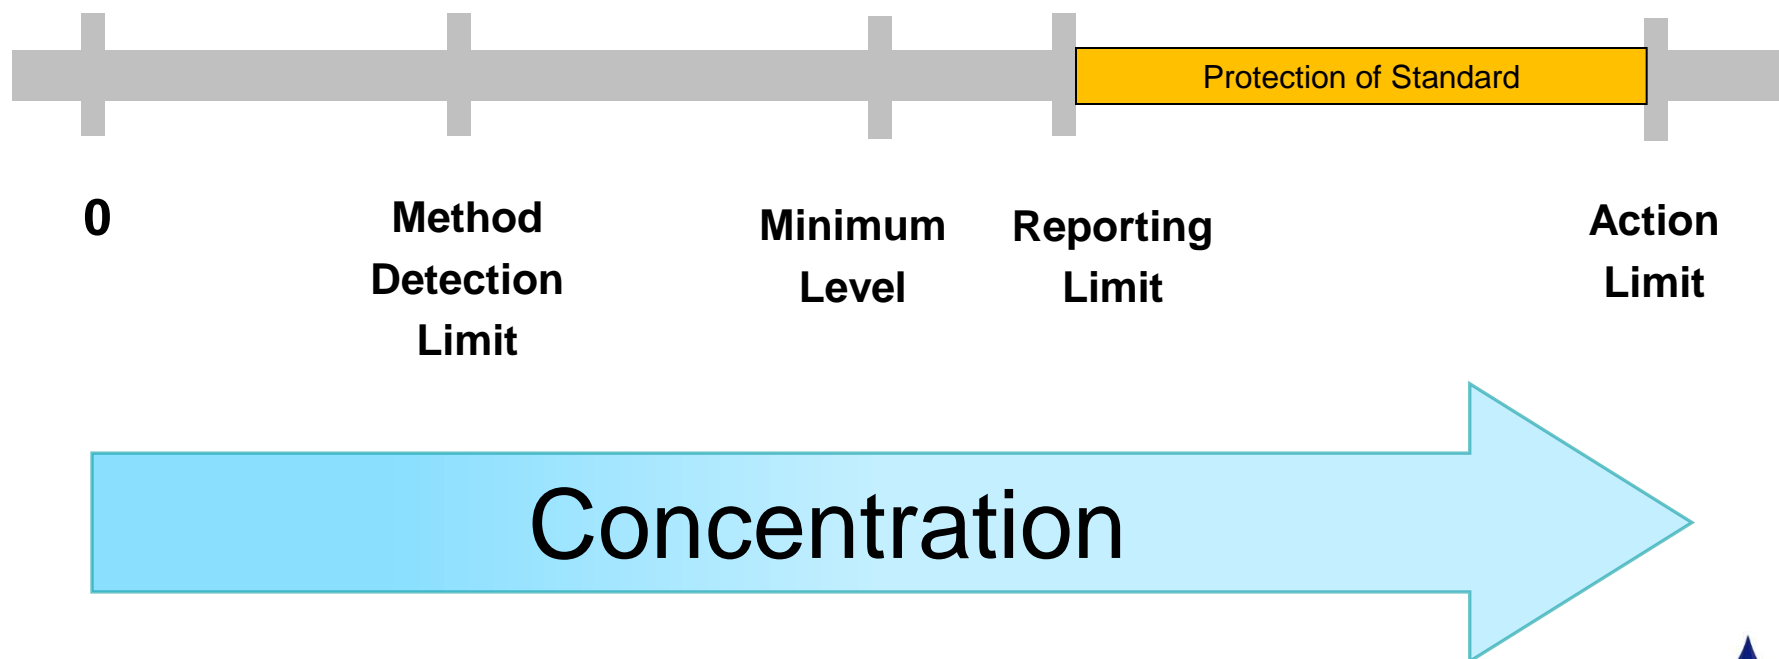 Protection of Standard
0
Method
Detection
Limit
Minimum
Level
Reporting
Limit
Action
Limit
Concentration